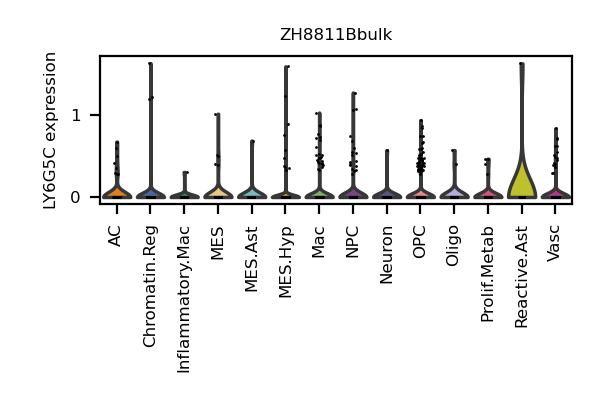 ZH8811Bbulk
LY6G5C expression
1
0
AC
Chromatin.Reg
Inflammatory.Mac
MES
MES.Ast
MES.Hyp
Mac
NPC
Neuron
OPC
Oligo
Prolif.Metab
Reactive.Ast
Vasc